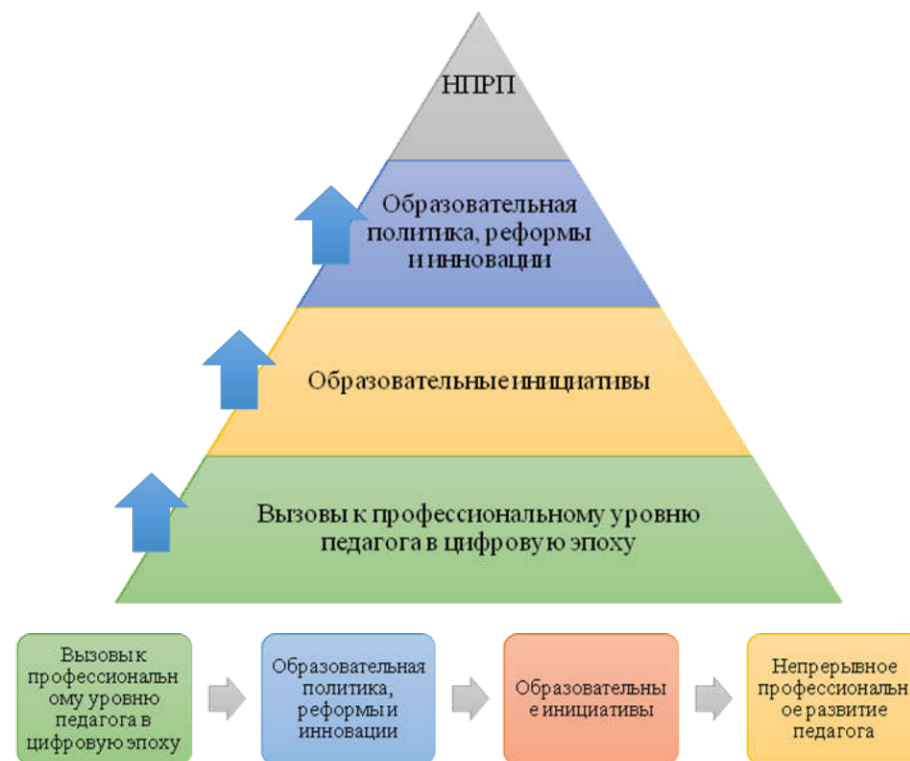 НПРП
Образовательная
политика, реформы
и инновации
Образовательные инициативы
Вызовы к профессиональному уровню
педагога в цифровую эпоху
Вызовы к
профессиональн
ому уровню
педагога в
цифровую эпоху
Образовательная
политика,
реформы и
инновации
Образовательны
е инициативы
Непрерывное
профессиональн
ое развитие
педагога